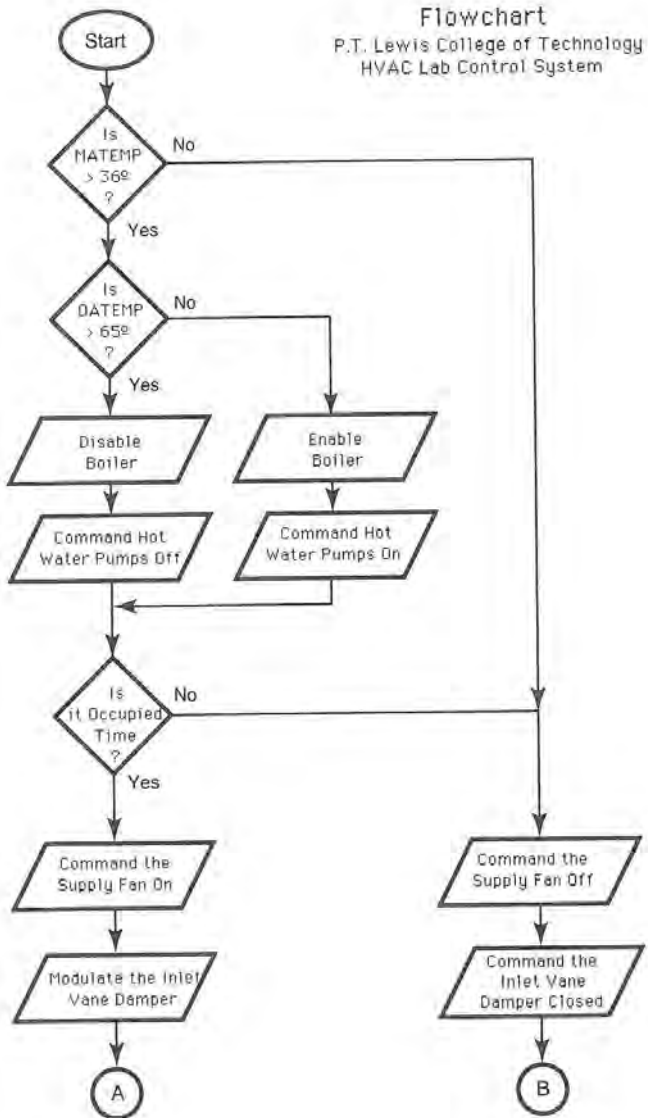 Flowchart
P.T. Lewis College of Technology
HVAC Lab Control System
Start
Is
MATEMP
> 36º
?
No
Yes
Is
OATEMP
> 65º
?
No
Yes
Disable
Boiler
Enable
Boiler
Command Hot
Water Pumps Off
Command Hot
Water Pumps On
Is
it Occupied
Time
?
No
Yes
Command the
Supply Fan On
Command the
Supply Fan Off
Modulate the Inlet
Vane Damper
Command the
Inlet Vane
Damper Closed
A
B